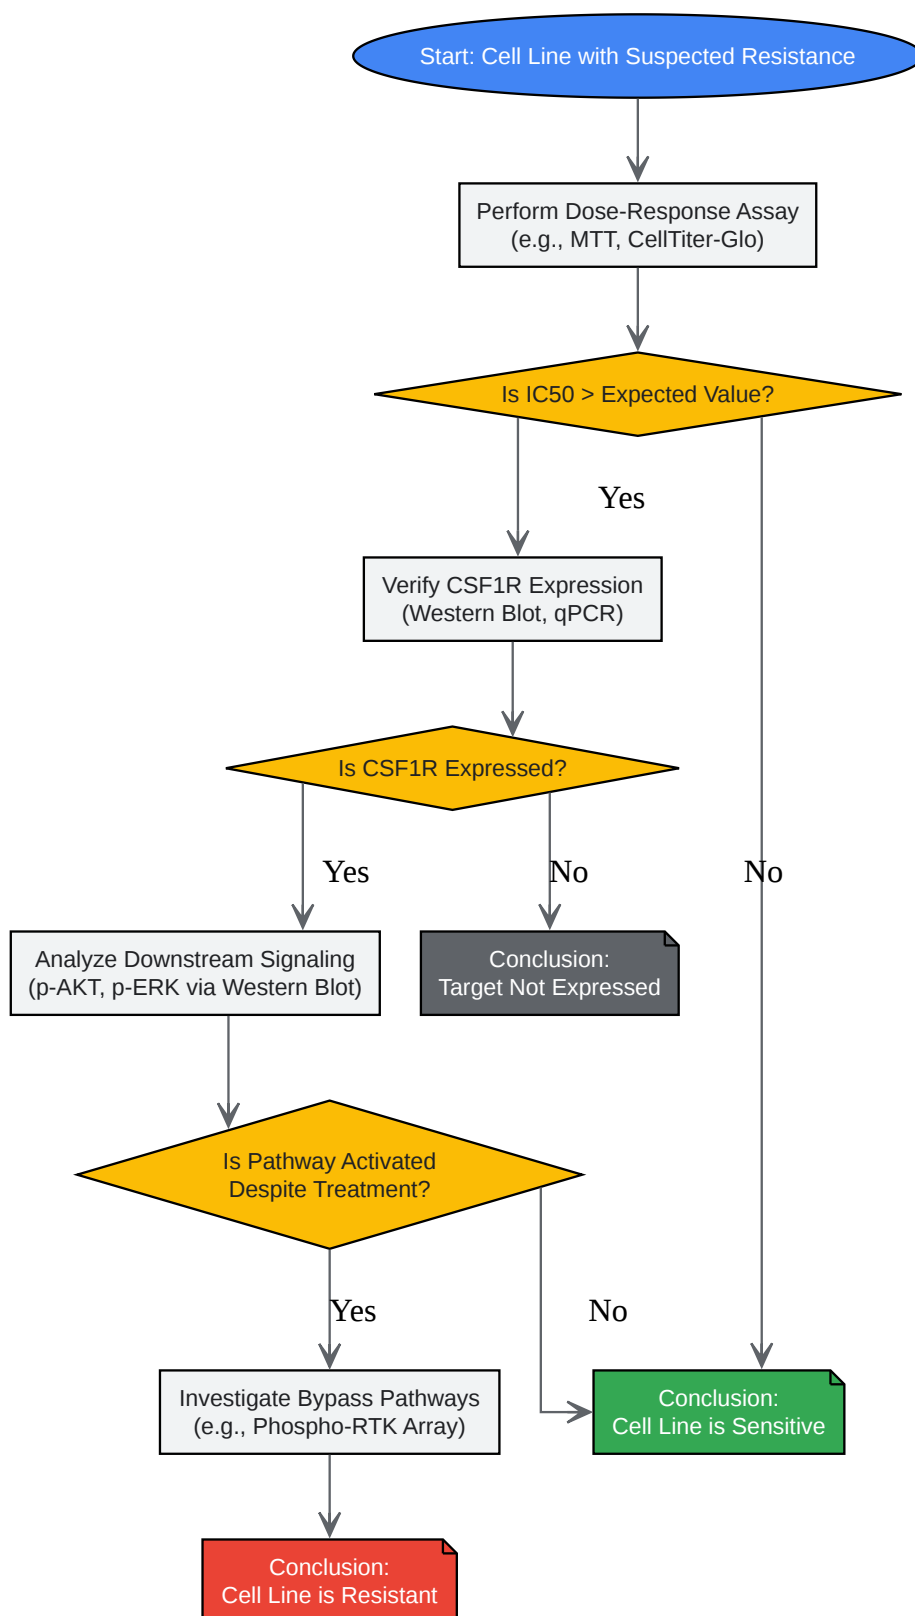 Start: Cell Line with Suspected Resistance
Perform Dose-Response Assay
(e.g., MTT, CellTiter-Glo)
Is IC50 > Expected Value?
Yes
Verify CSF1R Expression
(Western Blot, qPCR)
Is CSF1R Expressed?
Yes
No
No
Analyze Downstream Signaling
(p-AKT, p-ERK via Western Blot)
Conclusion:
Target Not Expressed
Is Pathway Activated
Despite Treatment?
Yes
No
Investigate Bypass Pathways
(e.g., Phospho-RTK Array)
Conclusion:
Cell Line is Sensitive
Conclusion:
Cell Line is Resistant